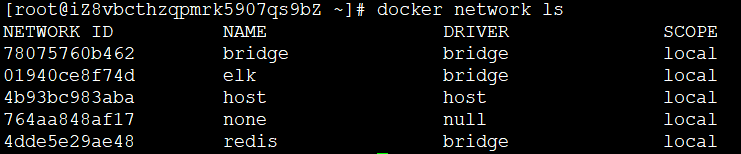 [root@iZ8vbcthzqpmrk5907qs9bZ ~]# docker network ls
NETWORK ID NAME DRIVER SCOPE
78075760b462 bridge bridge local
01940ce8f74d elk bridge local
4b93bc983aba host host local
764aa848af17 none null local
4dde5e29ae48 redis bridge local